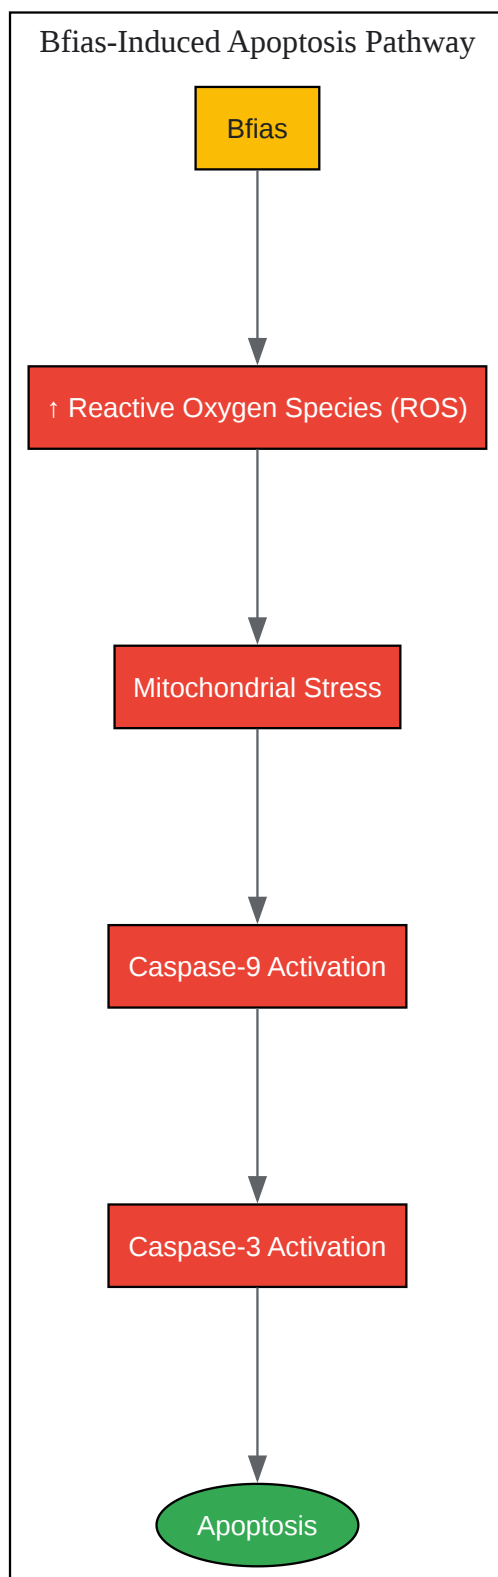 Bfias-Induced Apoptosis Pathway
Bfias
↑ Reactive Oxygen Species (ROS)
Mitochondrial Stress
Caspase-9 Activation
Caspase-3 Activation
Apoptosis